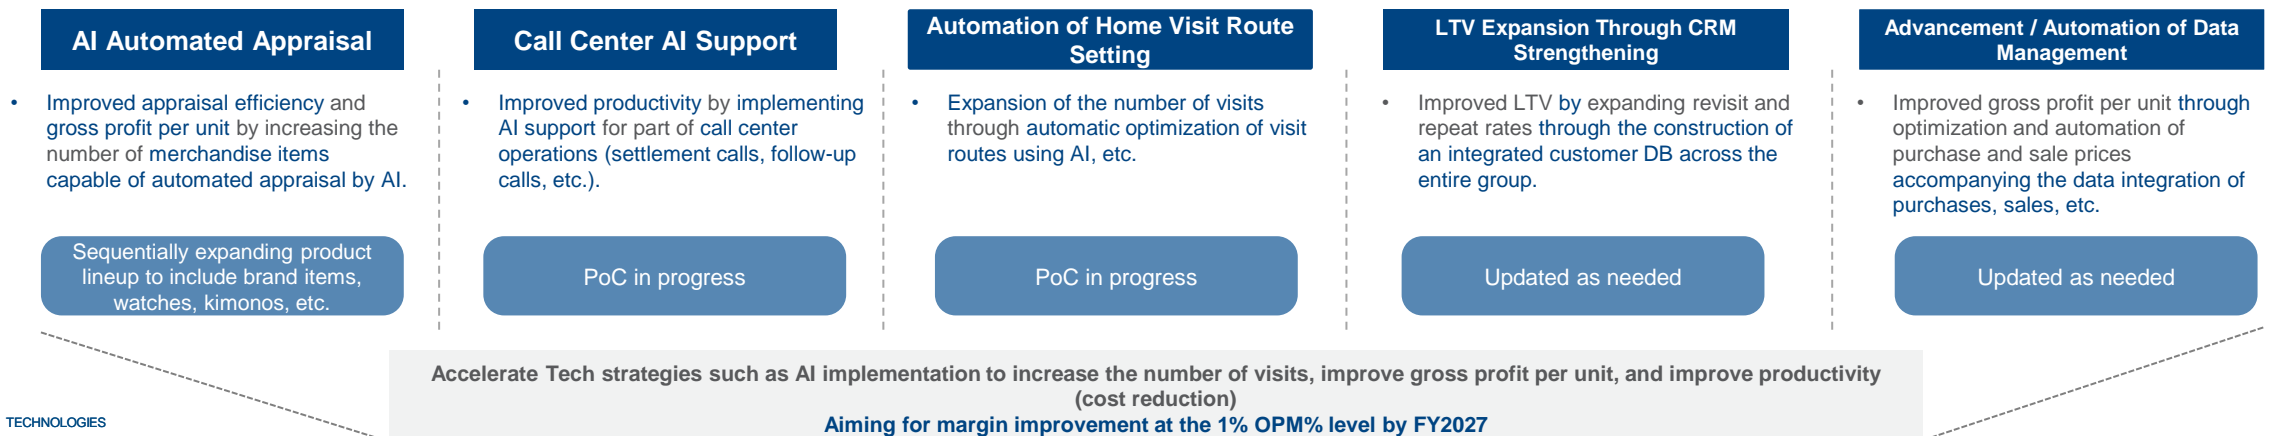 AI Automated Appraisal
• Improved appraisal efficiency and
gross profit per unit by increasing the
number of merchandise items
capable of automated appraisal by AI.
Sequentially expanding product
lineup to include brand items,
watches, kimonos, etc.
Call Center AI Support
• Improved productivity by implementing
AI support for part of call center
operations (settlement calls, follow-up
calls, etc.).
PoC in progress
Automation of Home Visit Route
Setting
• Expansion of the number of visits
through automatic optimization of visit
routes using AI, etc.
PoC in progress
LTV Expansion Through CRM
Strengthening
• Improved LTV by expanding revisit and
repeat rates through the construction of
an integrated customer DB across the
entire group.
Updated as needed
Advancement / Automation of Data
Management
• Improved gross profit per unit through
optimization and automation of
purchase and sale prices
accompanying the data integration of
purchases, sales, etc.
Updated as needed
Accelerate Tech strategies such as AI implementation to increase the number of visits, improve gross profit per unit, and improve productivity
(cost reduction)
Aiming for margin improvement at the 1% OPM% level by FY2027
TECHNOLOGIES